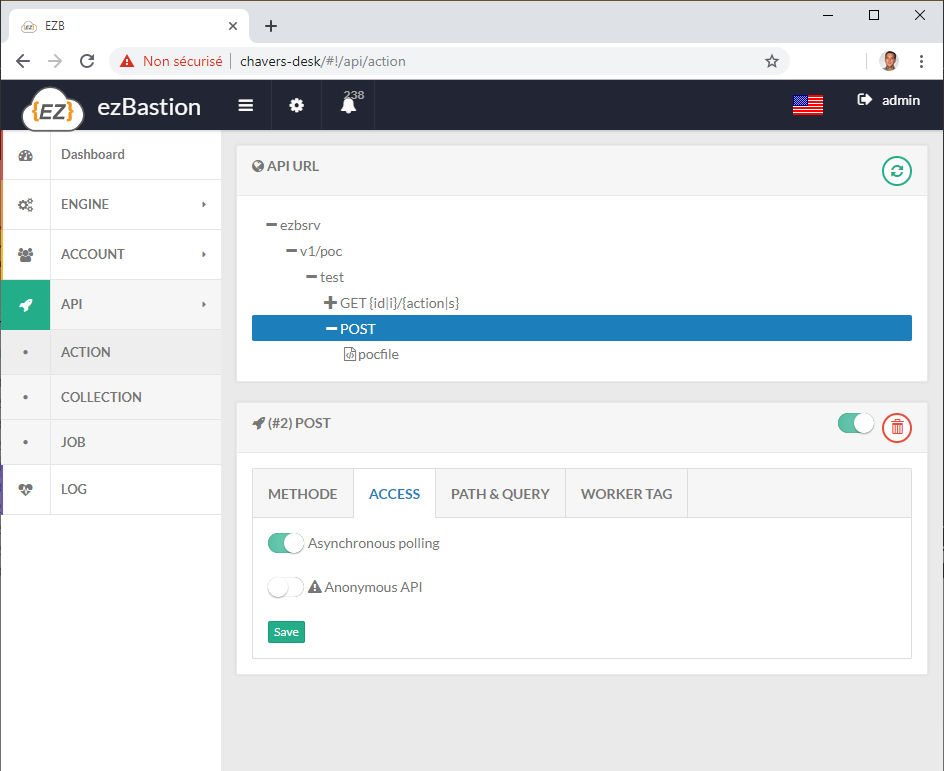 EZ EZB
Non sécurisé chavers-desk/#!/api/action
{EZ} ezBastion 238 admin
Dashboard
ENGINE
ACCOUNT
API
ACTION
COLLECTION
JOB
LOG
API URL
ezbsrv
v1/poc
test
GET {id|i}/{action|s}
POST
pocfile
(#2) POST
METHODE ACCESS PATH & QUERY WORKER TAG
Asynchronous polling
Anonymous API
Save